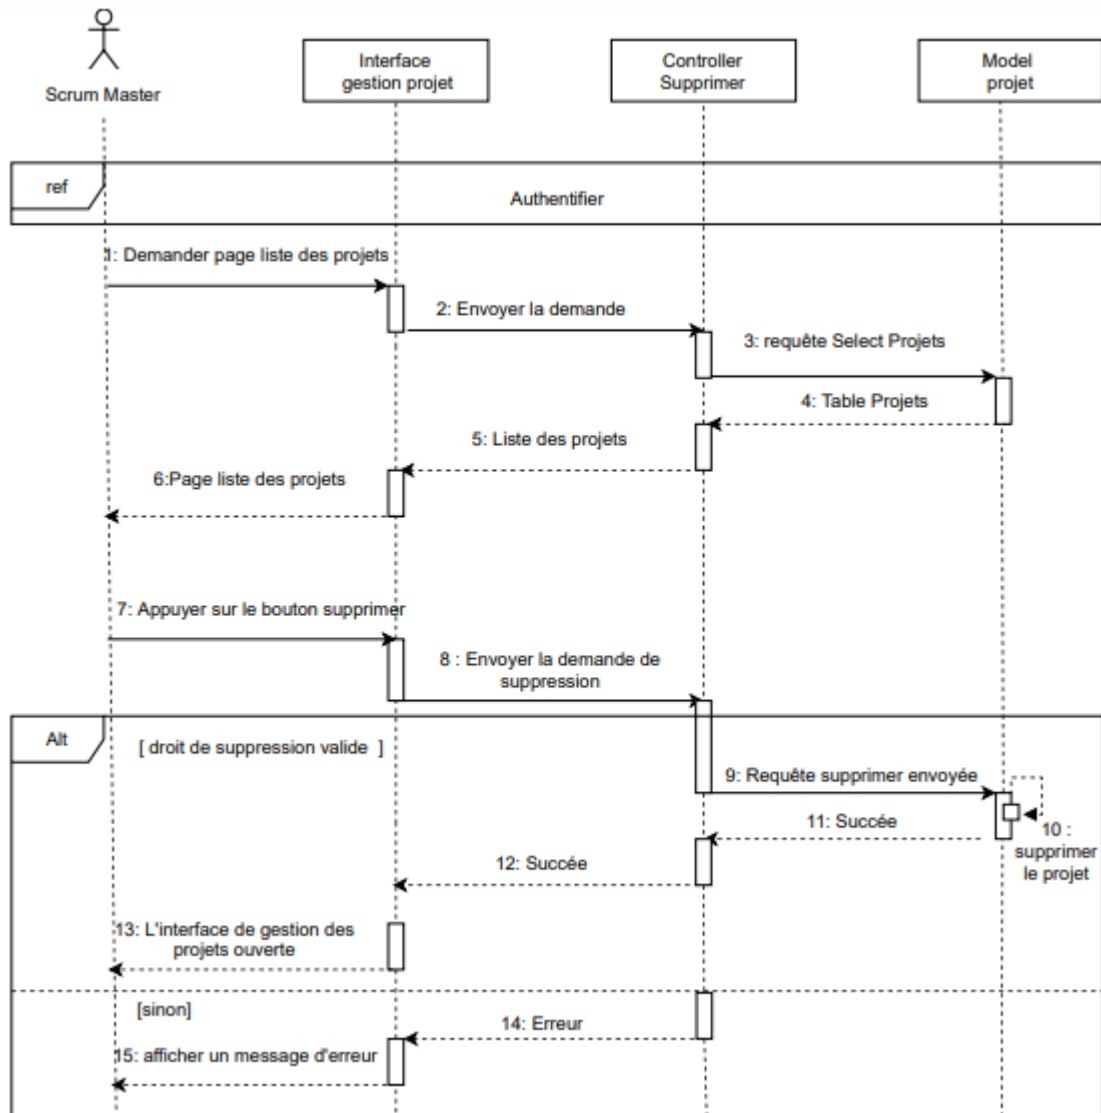 Scrum Master
Interface
gestion projet
Controller
Supprimer
Model
projet
ref
Authentifier
1: Demander page liste des projets
2: Envoyer la demande
3: requête Select Projets
4: Table Projets
5: Liste des projets
6:Page liste des projets
7: Appuyer sur le bouton supprimer
8 : Envoyer la demande de
suppression
Alt
[ droit de suppression valide ]
9: Requête supprimer envoyée
10 :
supprimer
le projet
11: Succée
12: Succée
13: L'interface de gestion des
projets ouverte
[sinon]
14: Erreur
15: afficher un message d'erreur